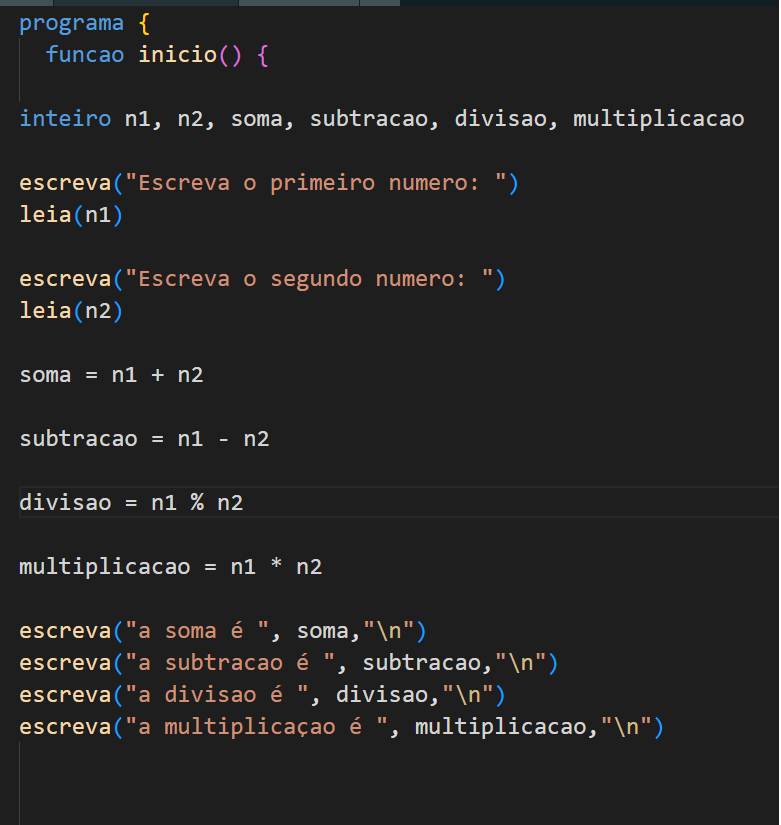 programa {
funcao inicio() {
inteiro n1, n2, soma, subtracao, divisao, multiplicacao
escreva("Escreva o primeiro numero: ")
leia(n1)
escreva("Escreva o segundo numero: ")
leia(n2)
soma = n1 + n2
subtracao = n1 - n2
divisao = n1 % n2
multiplicacao = n1 * n2
escreva("a soma é ", soma,"\n")
escreva("a subtracao é ", subtracao,"\n")
escreva("a divisao é ", divisao,"\n")
escreva("a multiplicaçao é ", multiplicacao,"\n")